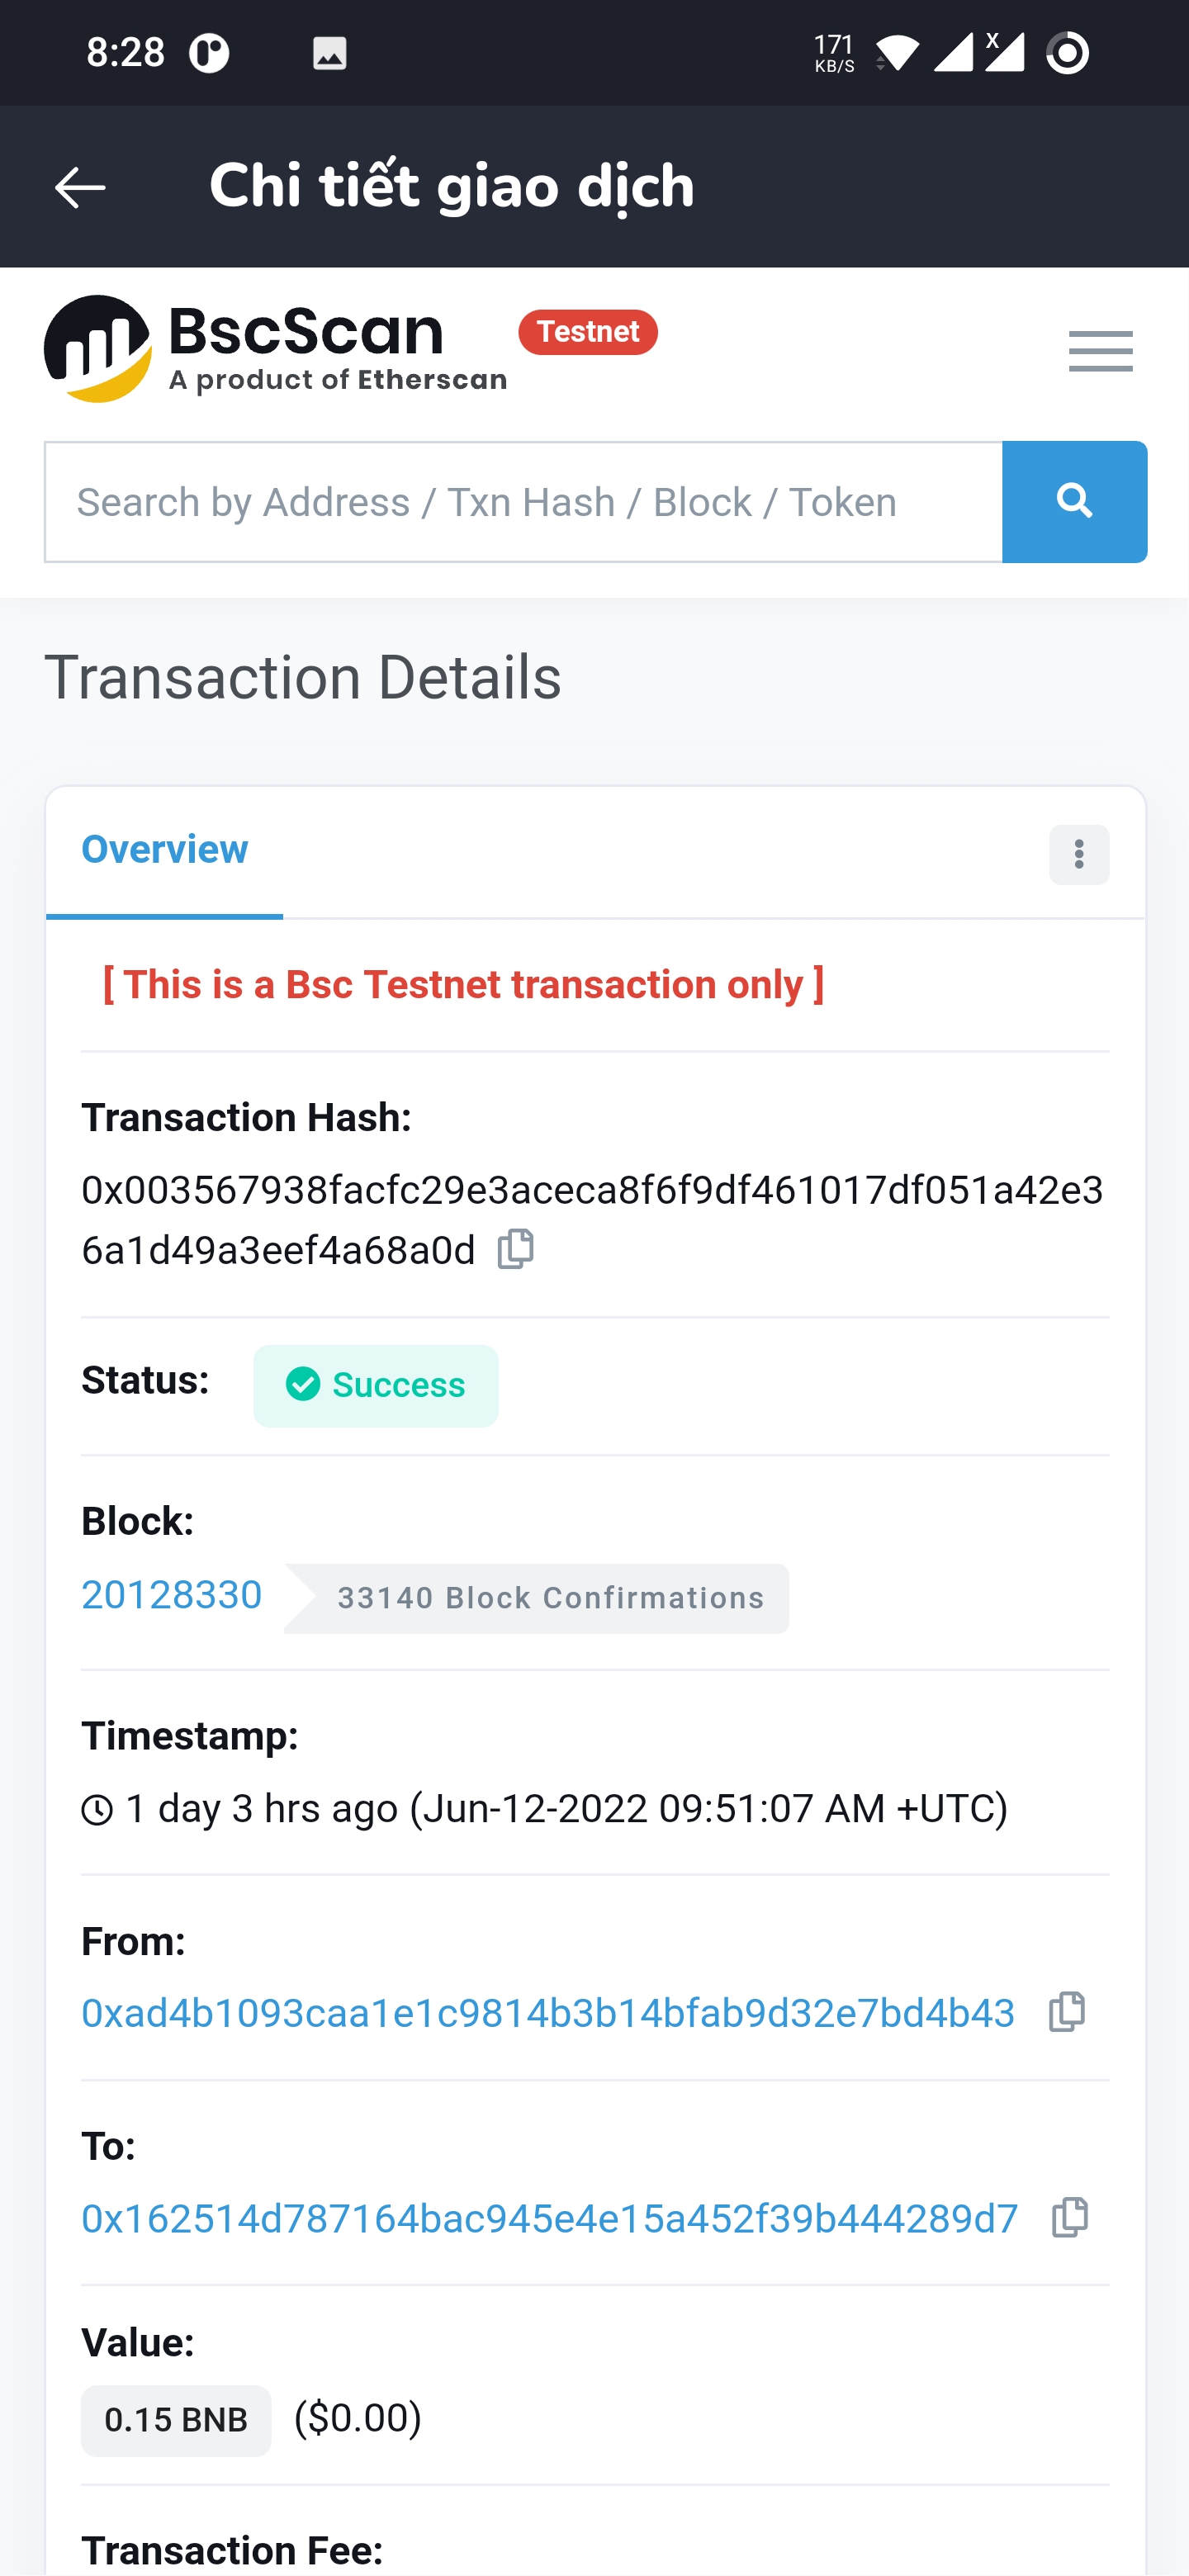 8:28
171
KB/S
X
Chi tiết giao dịch
BscScan
Testnet
A product of Etherscan
Search by Address / Txn Hash / Block / Token
Transaction Details
Overview
[ This is a Bsc Testnet transaction only ]
Transaction Hash:
0x003567938facfc29e3aceca8f6f9df461017df051a42e3
6a1d49a3eef4a68a0d
Status:
Success
Block:
20128330
33140 Block Confirmations
Timestamp:
1 day 3 hrs ago (Jun-12-2022 09:51:07 AM +UTC)
From:
0xad4b1093caa1e1c9814b3b14bfab9d32e7bd4b43
To:
0x162514d787164bac945e4e15a452f39b444289d7
Value:
0.15 BNB
($0.00)
Transaction Fee: